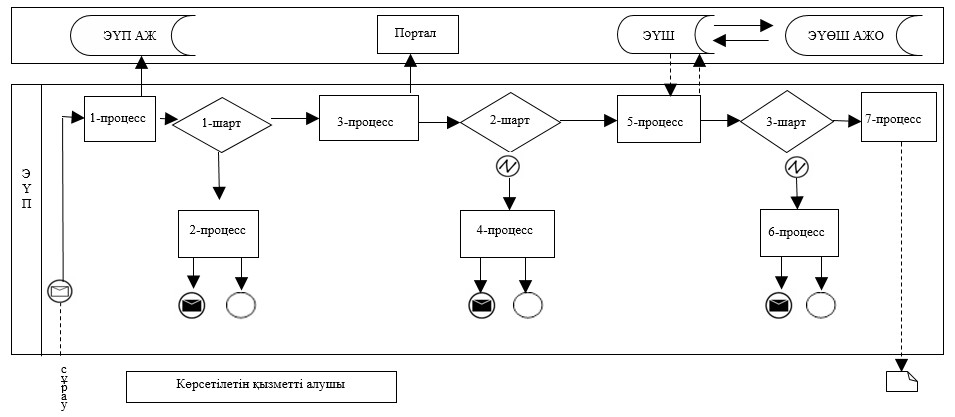 ЭҮП АЖ
Портал
ЭҮШ
ЭҮӨШ АЖО
ЭҮП
1-процесс
1-шарт
3-процесс
2-шарт
5-процесс
3-шарт
7-процесс
2-процесс
4-процесс
6-процесс
сұрау
Көрсетілетін қызметті алушы